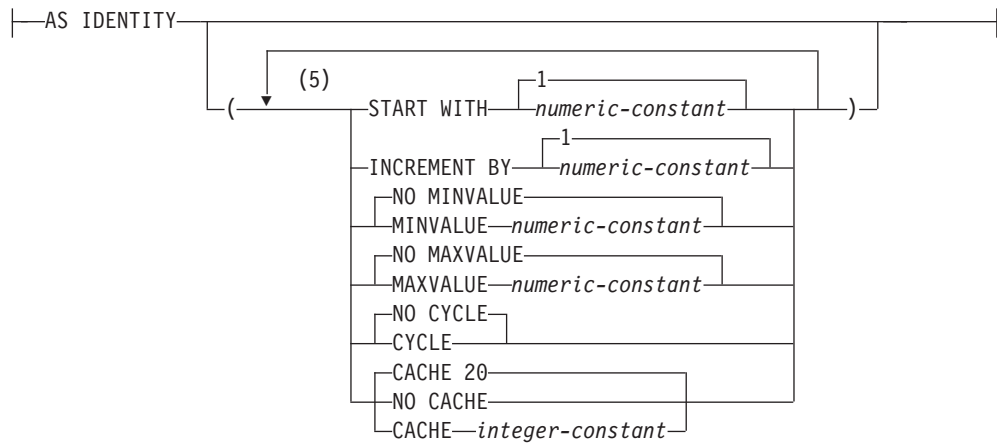 AS IDENTITY
(5)
1
( START WITH numeric-constant )
1
INCREMENT BY numeric-constant
NO MINVALUE
MINVALUE numeric-constant
NO MAXVALUE
MAXVALUE numeric-constant
NO CYCLE
CYCLE
CACHE 20
NO CACHE
CACHE integer-constant